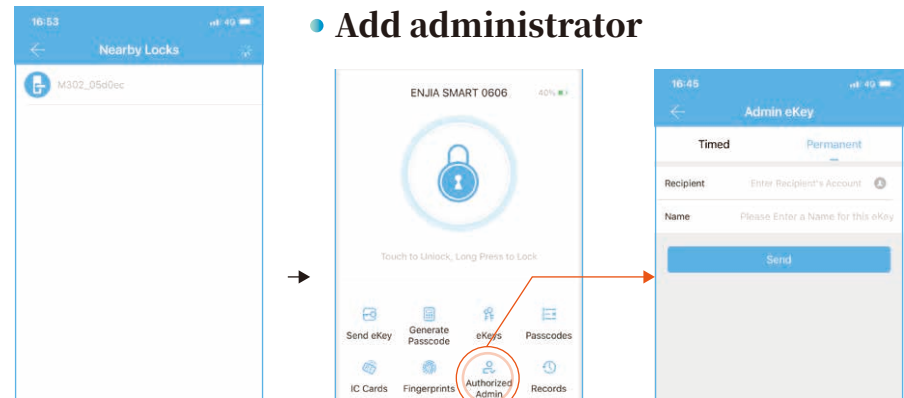 Add administrator
16:53
4G
Nearby Locks
M302_05d0ec
ENJIA SMART 0606
40%
Touch to Unlock, Long Press to Lock
Send eKey
Generate
Passcode
eKeys
Passcodes
IC Cards
Fingerprints
Authorized
Admin
Records
16:45
4G
Admin eKey
Timed
Permanent
Recipient
Enter Recipient's Account
Name
Please Enter a Name for this eKey
Send